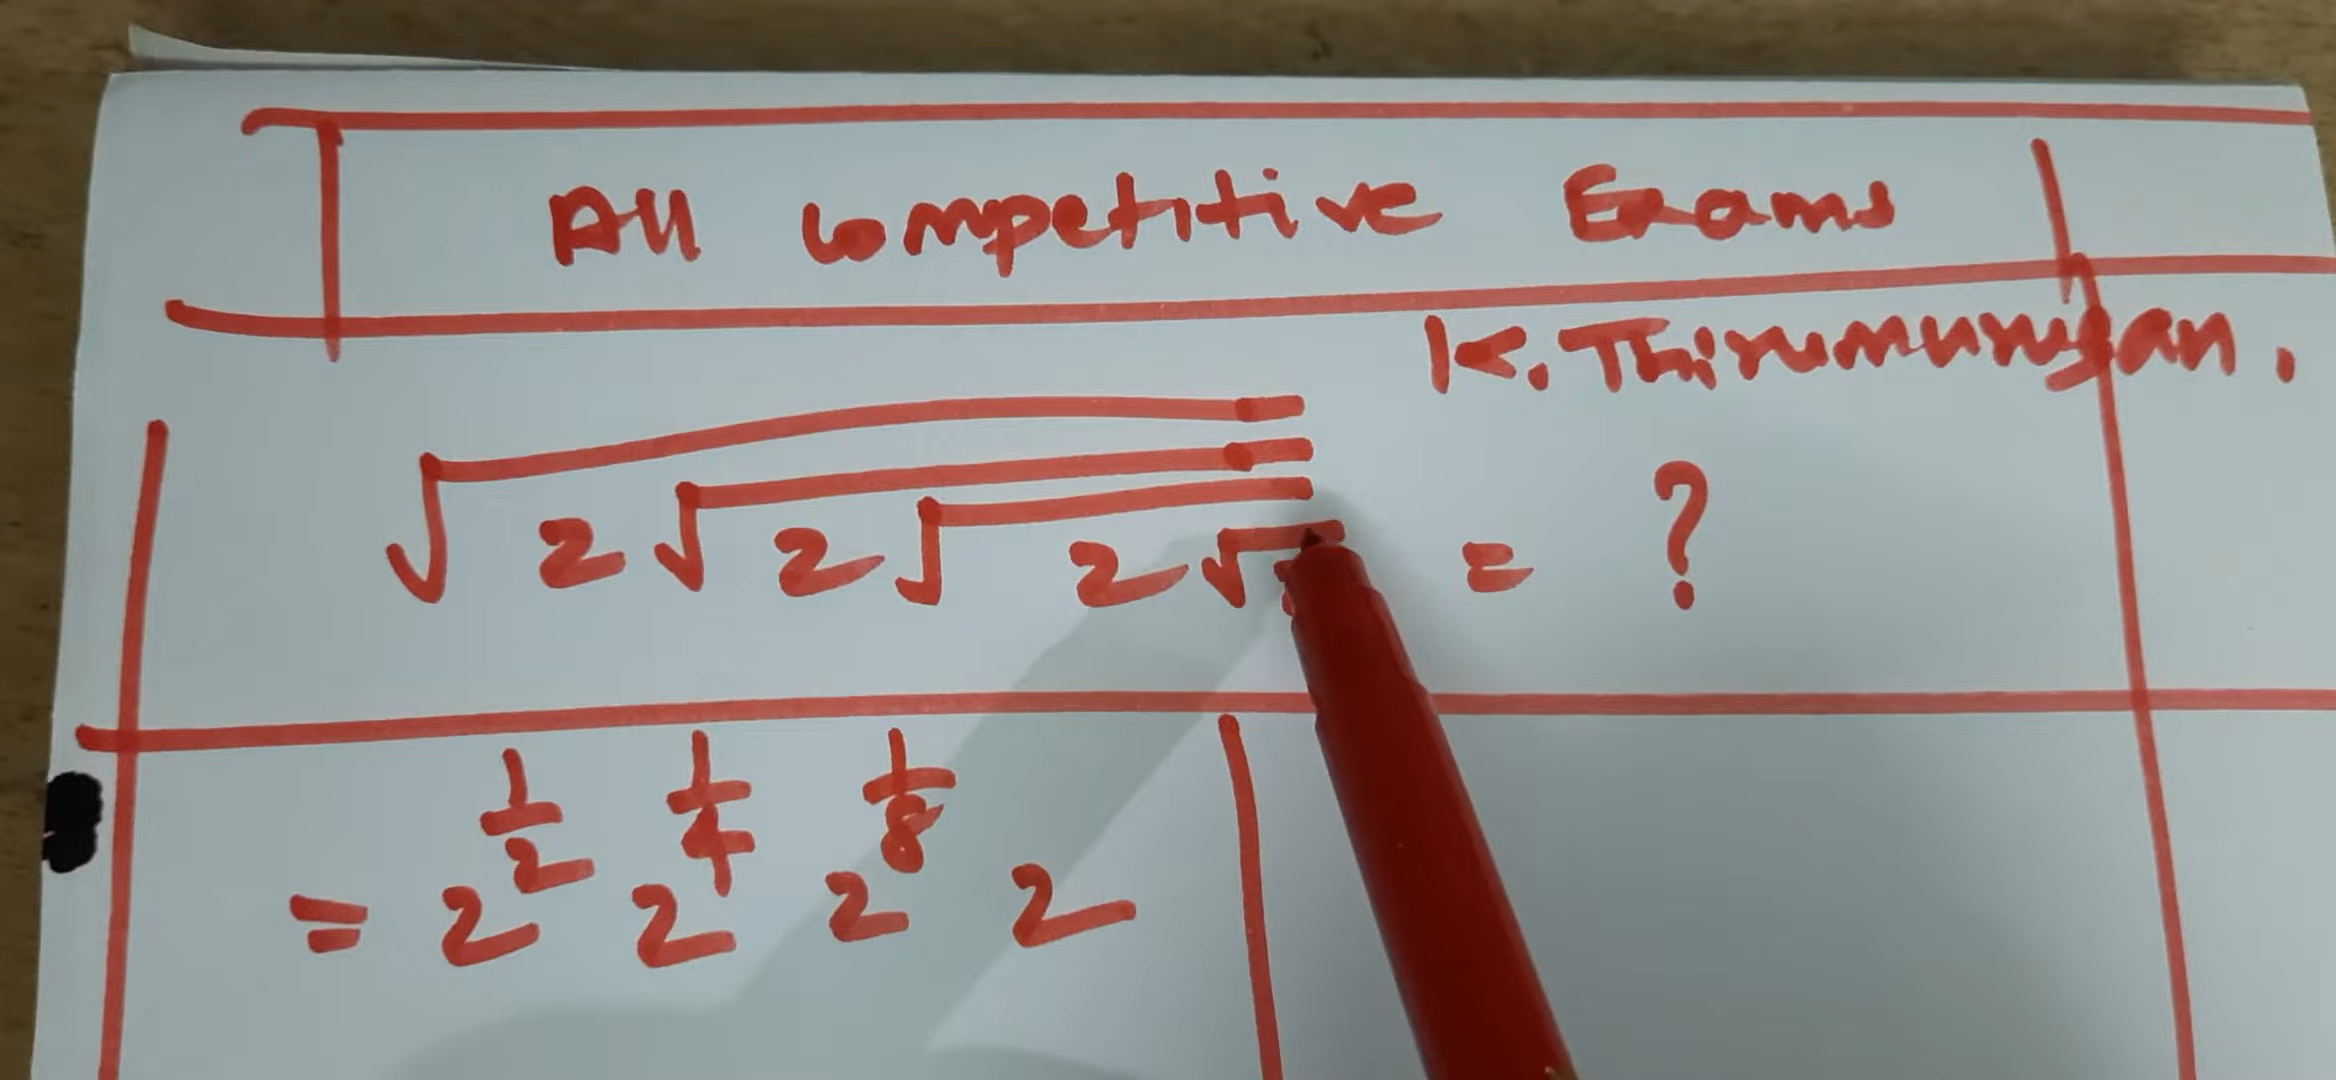 All Competitive Exams
K. Thirumurugan.
√2√2√2√ = ?
= 2^(1/2) 2^(1/4) 2^(1/8) 2